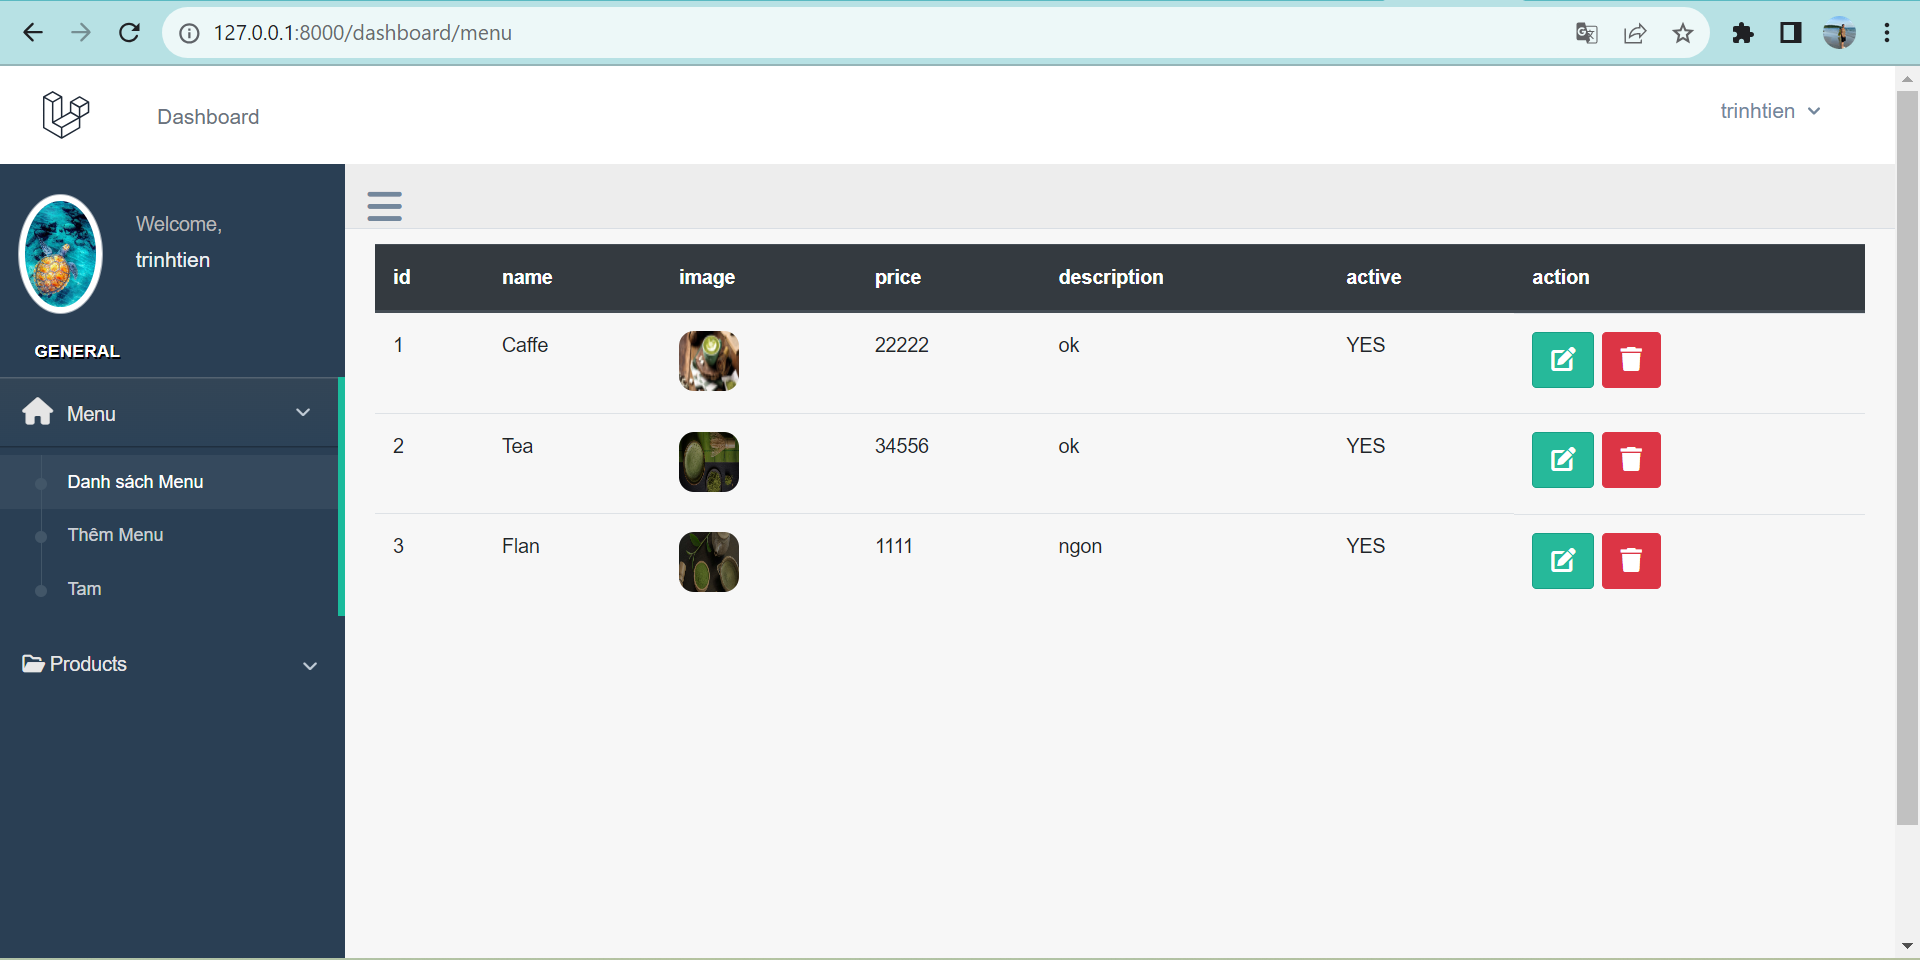 127.0.0.1:8000/dashboard/menu
Dashboard
trinhtien
Welcome,
trinhtien
GENERAL
Menu
Danh sách Menu
Thêm Menu
Tam
Products
id name image price description active action
1 Caffe 22222 ok YES
2 Tea 34556 ok YES
3 Flan 1111 ngon YES